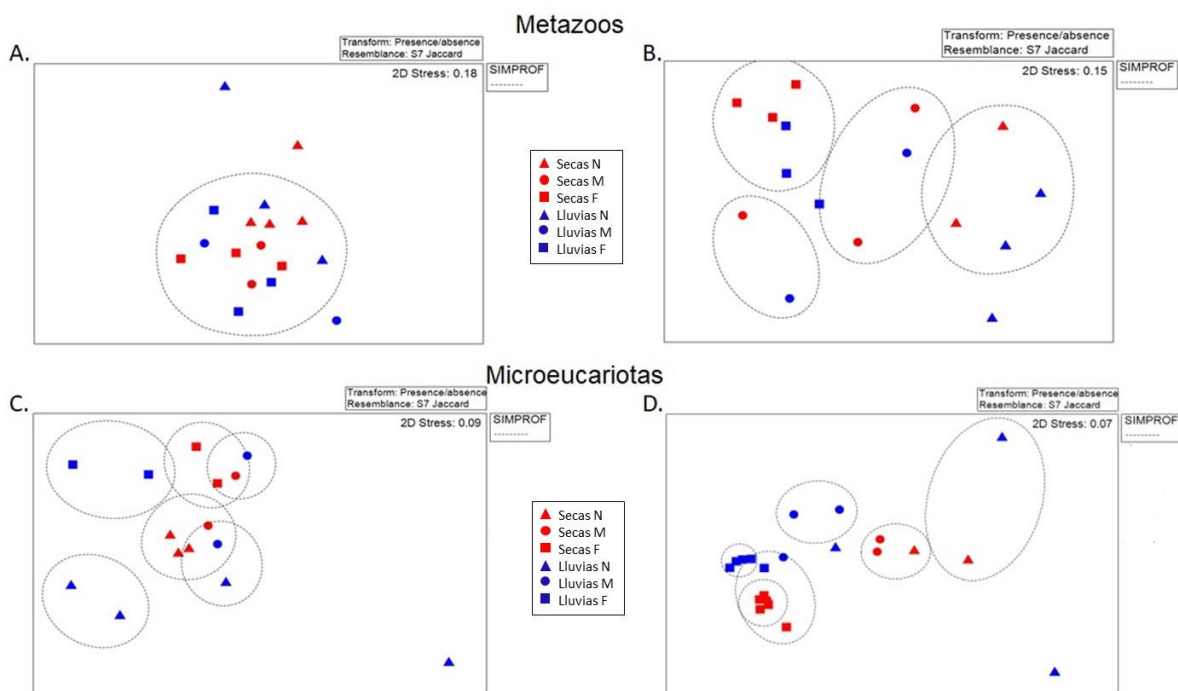 Metazoos
A.
Transform: Presence/absence
Resemblance: S7 Jaccard
2D Stress: 0.18
SIMPROF
B.
Transform: Presence/absence
Resemblance: S7 Jaccard
2D Stress: 0.15
SIMPROF
Secas N
Secas M
Secas F
Lluvias N
Lluvias M
Lluvias F
Microeucariotas
C.
Transform: Presence/absence
Resemblance: S7 Jaccard
2D Stress: 0.09
SIMPROF
D.
Transform: Presence/absence
Resemblance: S7 Jaccard
2D Stress: 0.07
SIMPROF
Secas N
Secas M
Secas F
Lluvias N
Lluvias M
Lluvias F